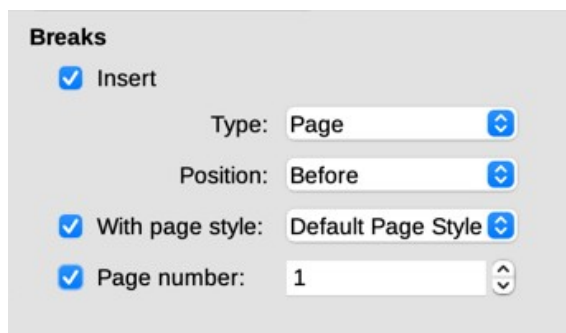 Breaks
Insert
Type: Page
Position: Before
With page style: Default Page Style
Page number: 1